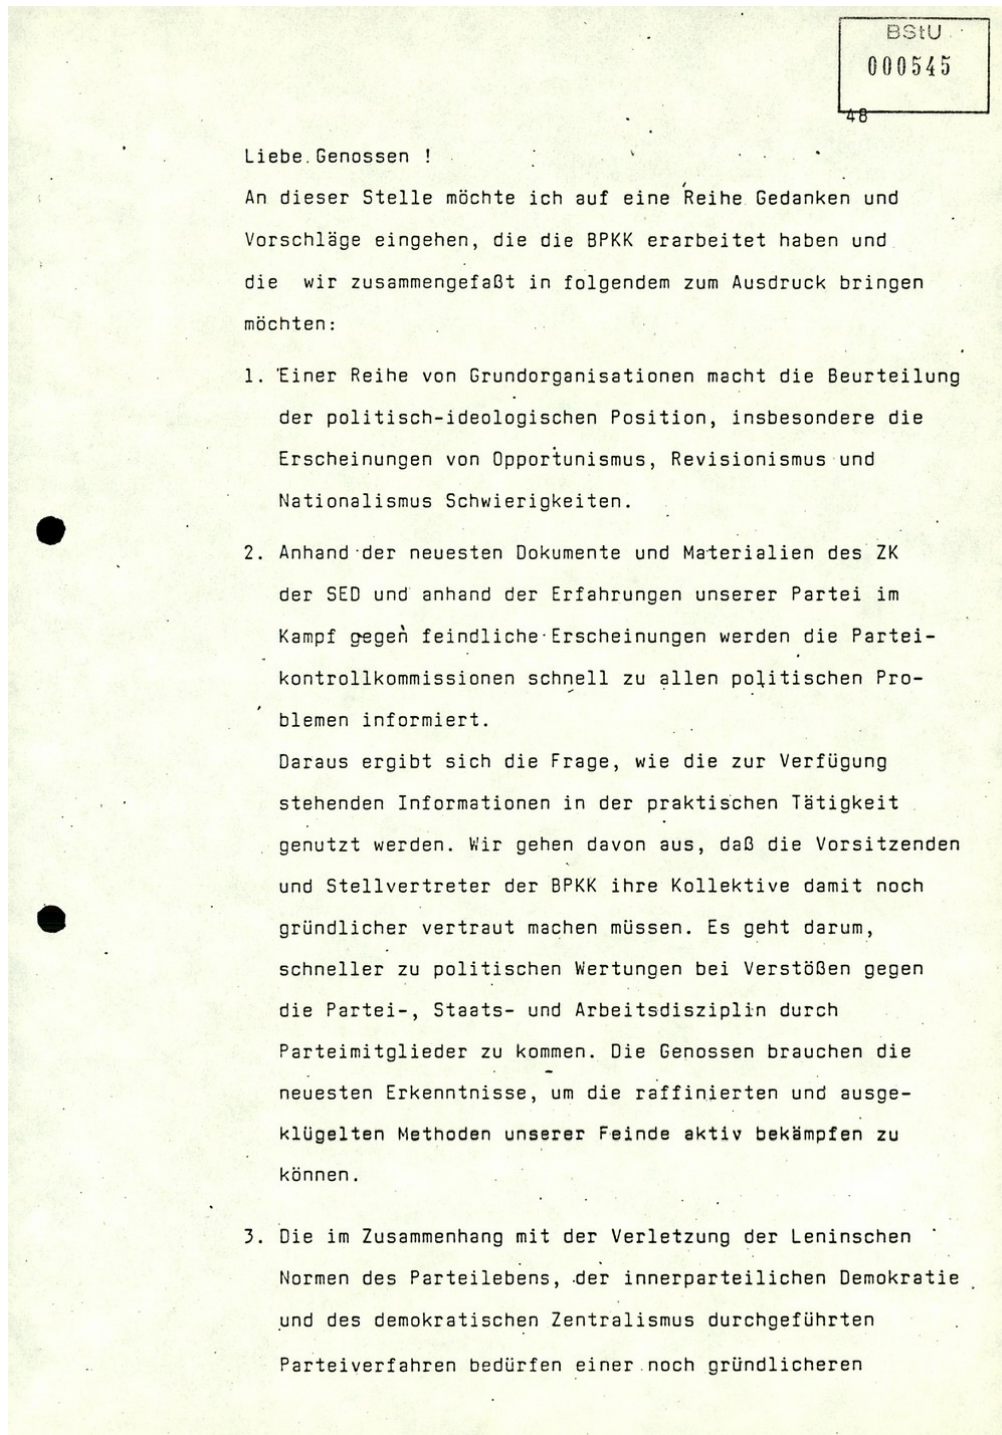 BStU
000545
48
Liebe Genossen !
An dieser Stelle möchte ich auf eine Reihe Gedanken und
Vorschläge eingehen, die die BPKK erarbeitet haben und
die wir zusammengefaßt in folgendem zum Ausdruck bringen
möchten:
1. Einer Reihe von Grundorganisationen macht die Beurteilung
der politisch-ideologischen Position, insbesondere die
Erscheinungen von Opportunismus, Revisionismus und
Nationalismus Schwierigkeiten.
2. Anhand der neuesten Dokumente und Materialien des ZK
der SED und anhand der Erfahrungen unserer Partei im
Kampf gegen feindliche Erscheinungen werden die Partei-
kontrollkommissionen schnell zu allen politischen Pro-
blemen informiert.
Daraus ergibt sich die Frage, wie die zur Verfügung
stehenden Informationen in der praktischen Tätigkeit
genutzt werden. Wir gehen davon aus, daß die Vorsitzenden
und Stellvertreter der BPKK ihre Kollektive damit noch
gründlicher vertraut machen müssen. Es geht darum,
schneller zu politischen Wertungen bei Verstößen gegen
die Partei-, Staats- und Arbeitsdisziplin durch
Parteimitglieder zu kommen. Die Genossen brauchen die
neuesten Erkenntnisse, um die raffinierten und ausge-
klügelten Methoden unserer Feinde aktiv bekämpfen zu
können.
3. Die im Zusammenhang mit der Verletzung der Leninschen
Normen des Parteilebens, der innerparteilichen Demokratie
und des demokratischen Zentralismus durchgeführten
Parteiverfahren bedürfen einer noch gründlicheren